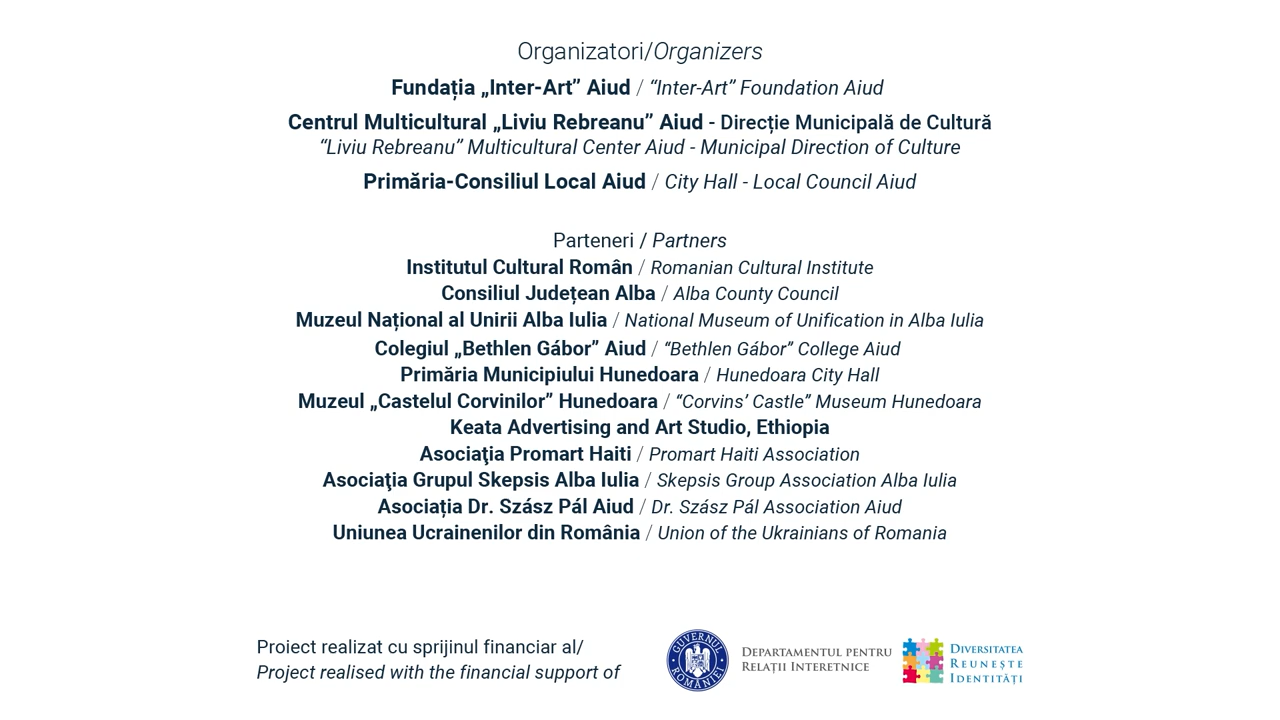 Organizatori/Organizers
Fundația „Inter-Art” Aiud / “Inter-Art” Foundation Aiud
Centrul Multicultural „Liviu Rebreanu” Aiud - Direcție Municipală de Cultură
“Liviu Rebreanu” Multicultural Center Aiud - Municipal Direction of Culture
Primăria-Consiliul Local Aiud / City Hall - Local Council Aiud
Parteneri / Partners
Institutul Cultural Român / Romanian Cultural Institute
Consiliul Județean Alba / Alba County Council
Muzeul Național al Unirii Alba Iulia / National Museum of Unification in Alba Iulia
Colegiul „Bethlen Gábor” Aiud / “Bethlen Gábor” College Aiud
Primăria Municipiului Hunedoara / Hunedoara City Hall
Muzeul „Castelul Corvinilor” Hunedoara / “Corvins’ Castle” Museum Hunedoara
Keata Advertising and Art Studio, Ethiopia
Asociaţia Promart Haiti / Promart Haiti Association
Asociaţia Grupul Skepsis Alba Iulia / Skepsis Group Association Alba Iulia
Asociația Dr. Szász Pál Aiud / Dr. Szász Pál Association Aiud
Uniunea Ucrainenilor din România / Union of the Ukrainians of Romania
Proiect realizat cu sprijinul financiar al/
Project realised with the financial support of
GUVERNUL ROMÂNIEI
DEPARTAMENTUL PENTRU
RELAȚII INTERETNICE
DIVERSITATEA
REUNEȘTE
IDENTITĂȚI